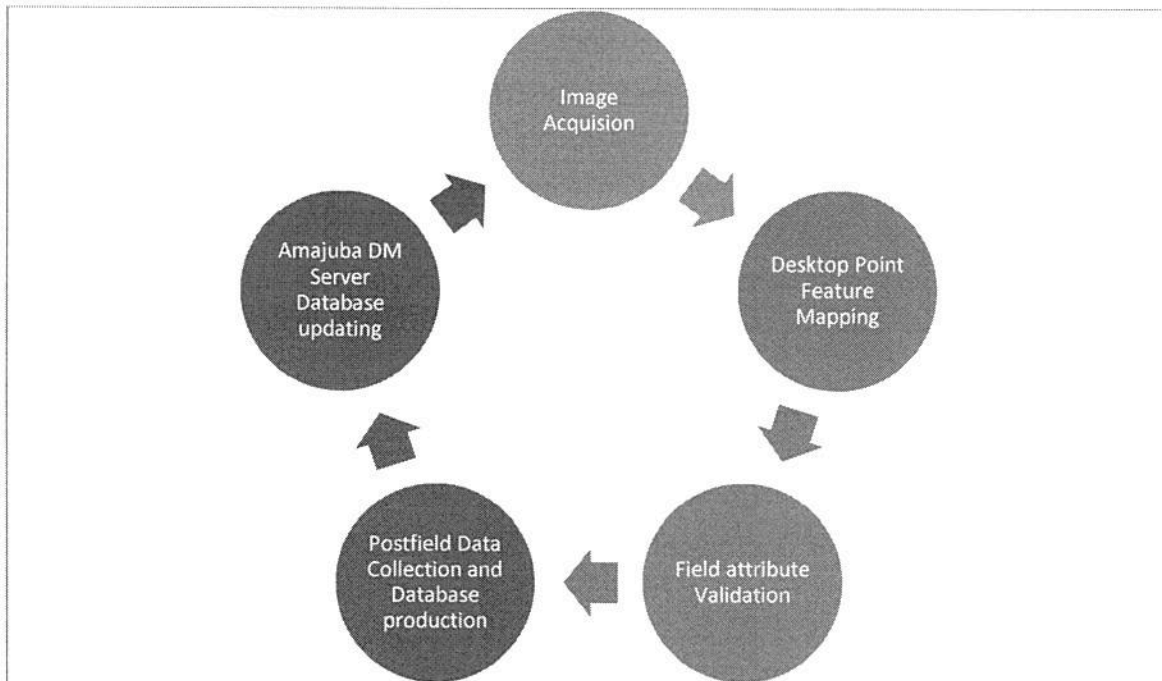 Image
Acquision
Desktop Point
Feature
Mapping
Field attribute
Validation
Postfield Data
Collection and
Database
production
Amajuba DM
Server
Database
updating